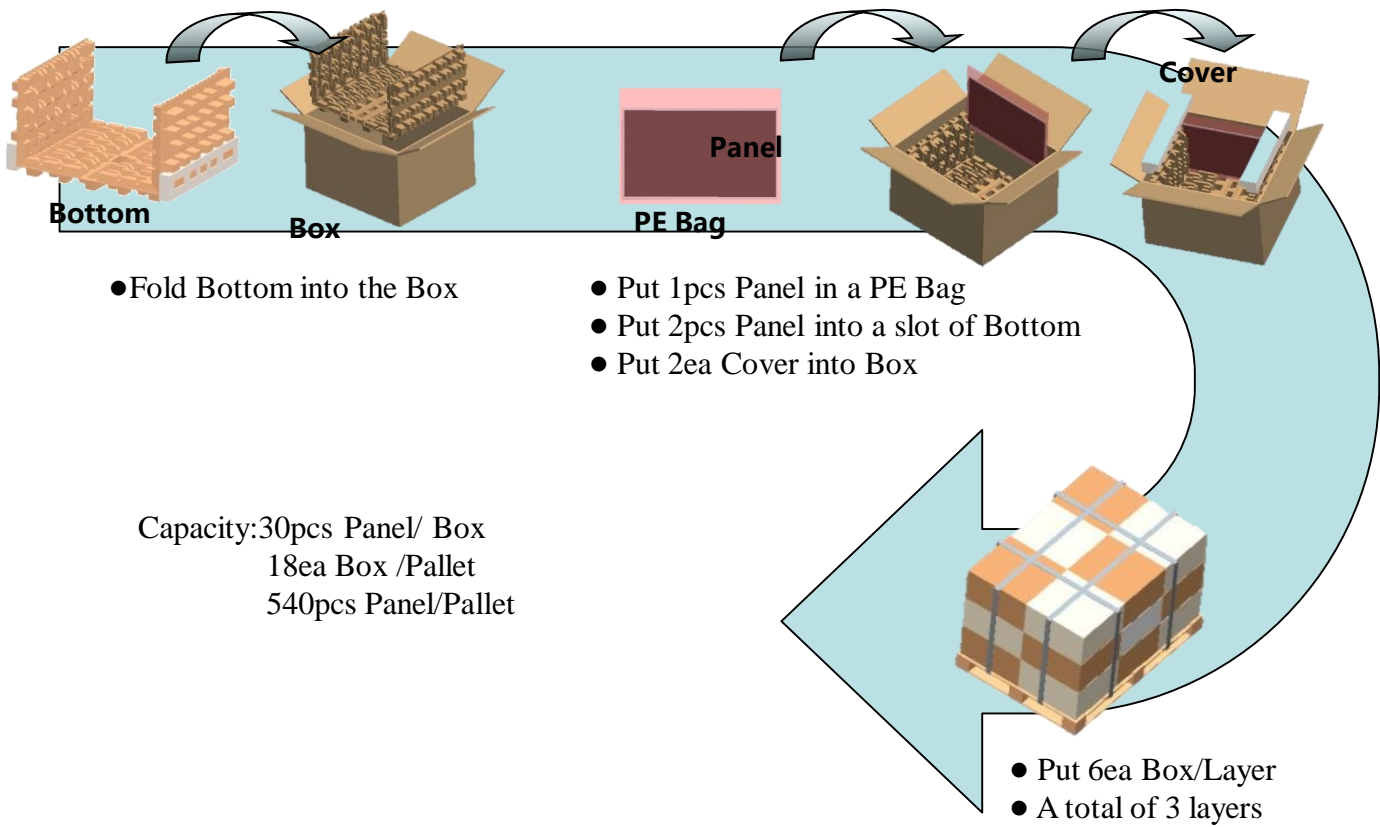 Cover
Panel
Bottom
Box
PE Bag
●Fold Bottom into the Box
● Put 1pcs Panel in a PE Bag
● Put 2pcs Panel into a slot of Bottom
● Put 2ea Cover into Box
Capacity:30pcs Panel/ Box
18ea Box /Pallet
540pcs Panel/Pallet
● Put 6ea Box/Layer
● A total of 3 layers